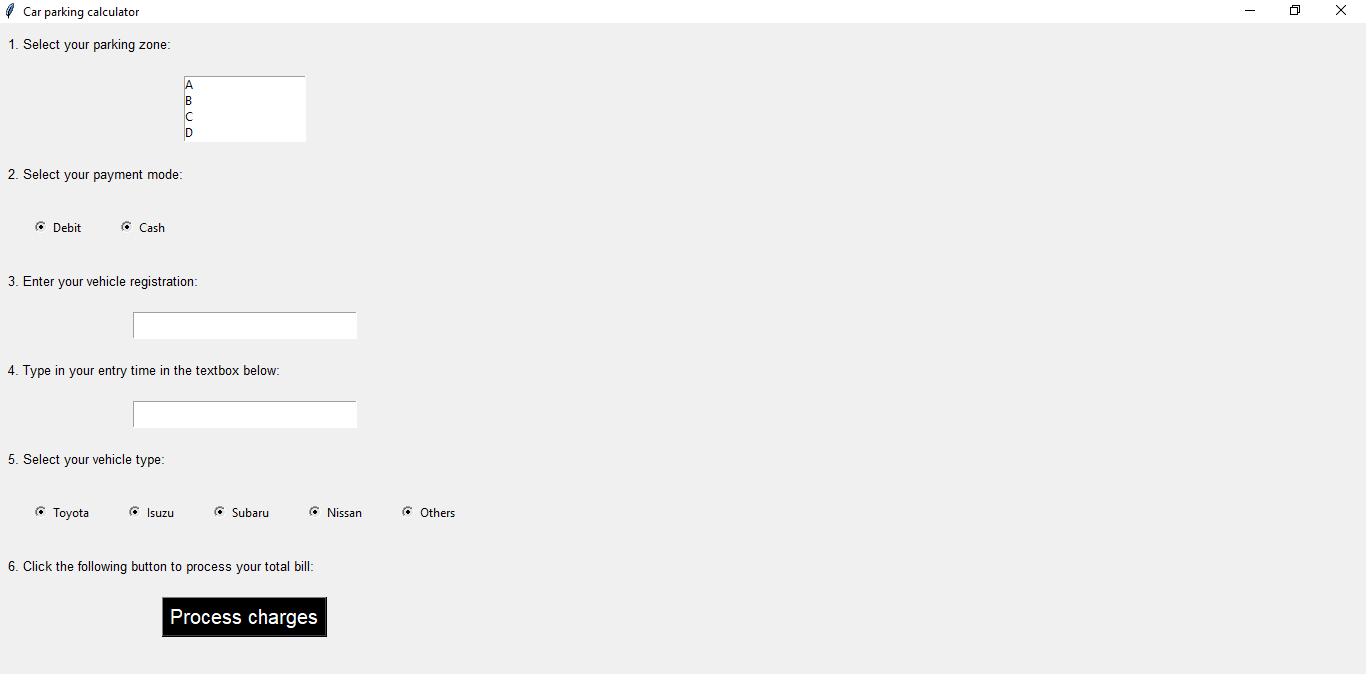 Car parking calculator
1. Select your parking zone:
A
B
C
D
2. Select your payment mode:
Debit Cash
3. Enter your vehicle registration:
4. Type in your entry time in the textbox below:
5. Select your vehicle type:
Toyota Isuzu Subaru Nissan Others
6. Click the following button to process your total bill:
Process charges